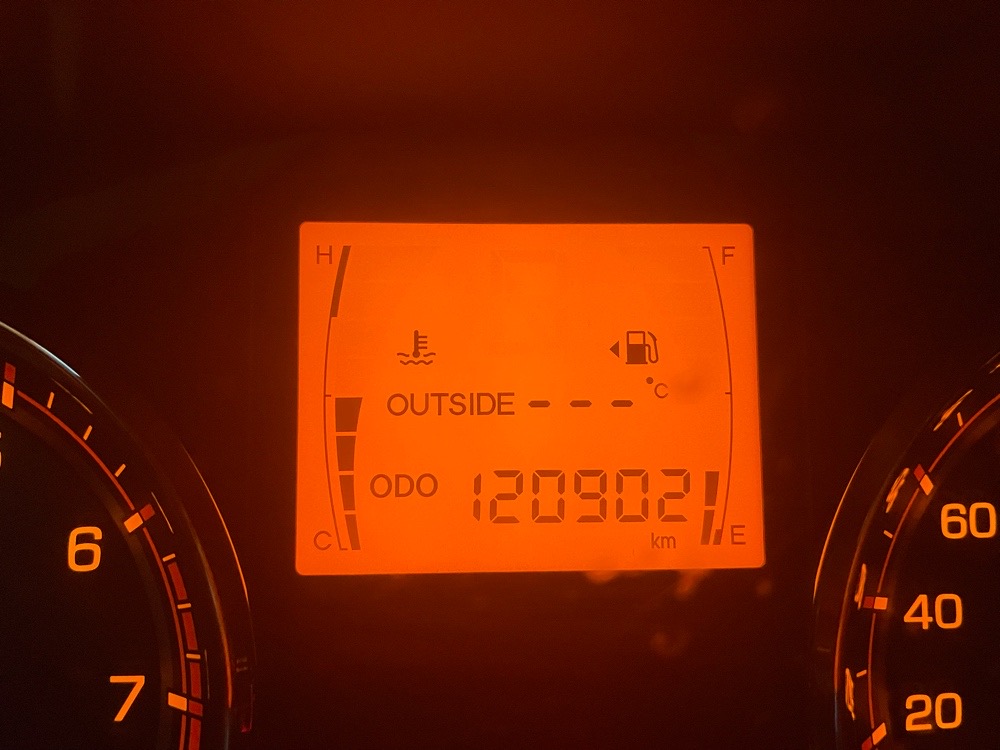 H F
°C
OUTSIDE ---
ODO 120902
km
C E
6
7
60
40
20